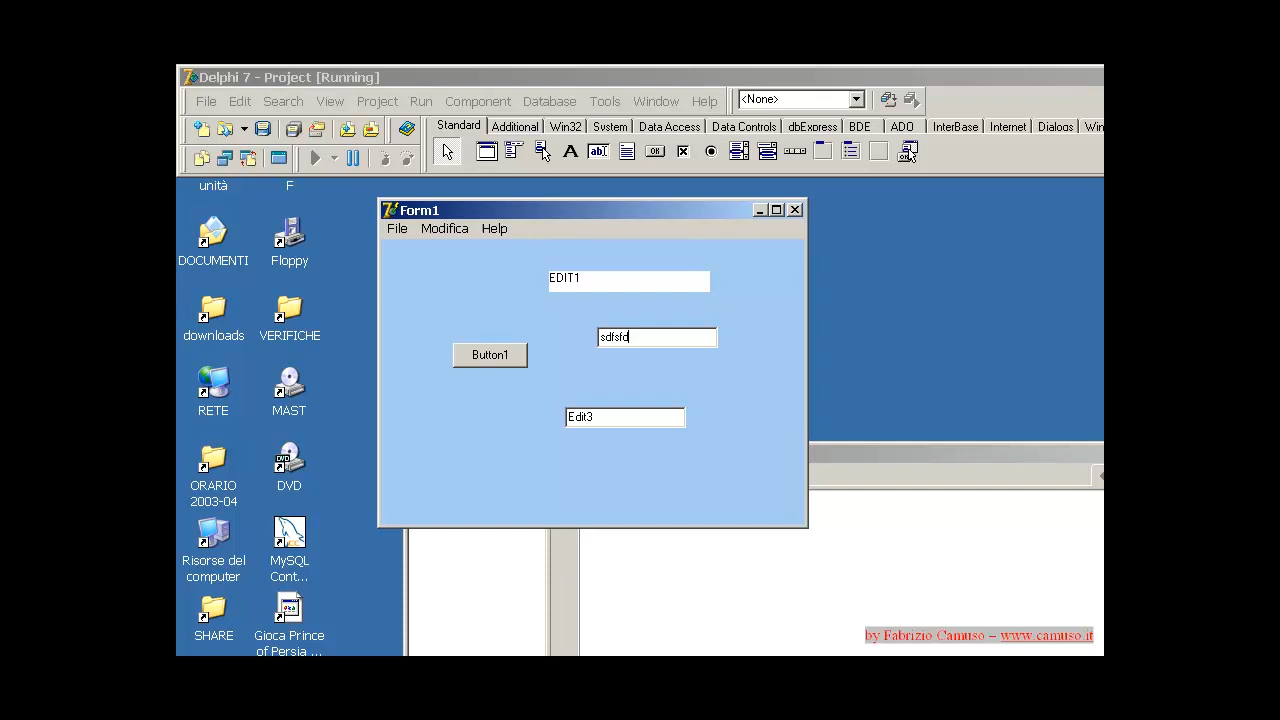 Delphi 7 - Project [Running]
File Edit Search View Project Run Component Database Tools Window Help
<None>
Standard Additional Win32 System Data Access Data Controls dbExpress BDE ADO InterBase Internet Dialogs
unità
F
DOCUMENTI
Floppy
downloads
VERIFICHE
RETE
MAST
ORARIO
2003-04
DVD
Risorse del
computer
MySQL
Cont...
SHARE
Gioca Prince
of Persia ...
Form1
File Modifica Help
EDIT1
sdfsfd
Button1
Edit3
by Fabrizio Camuso – www.camuso.it